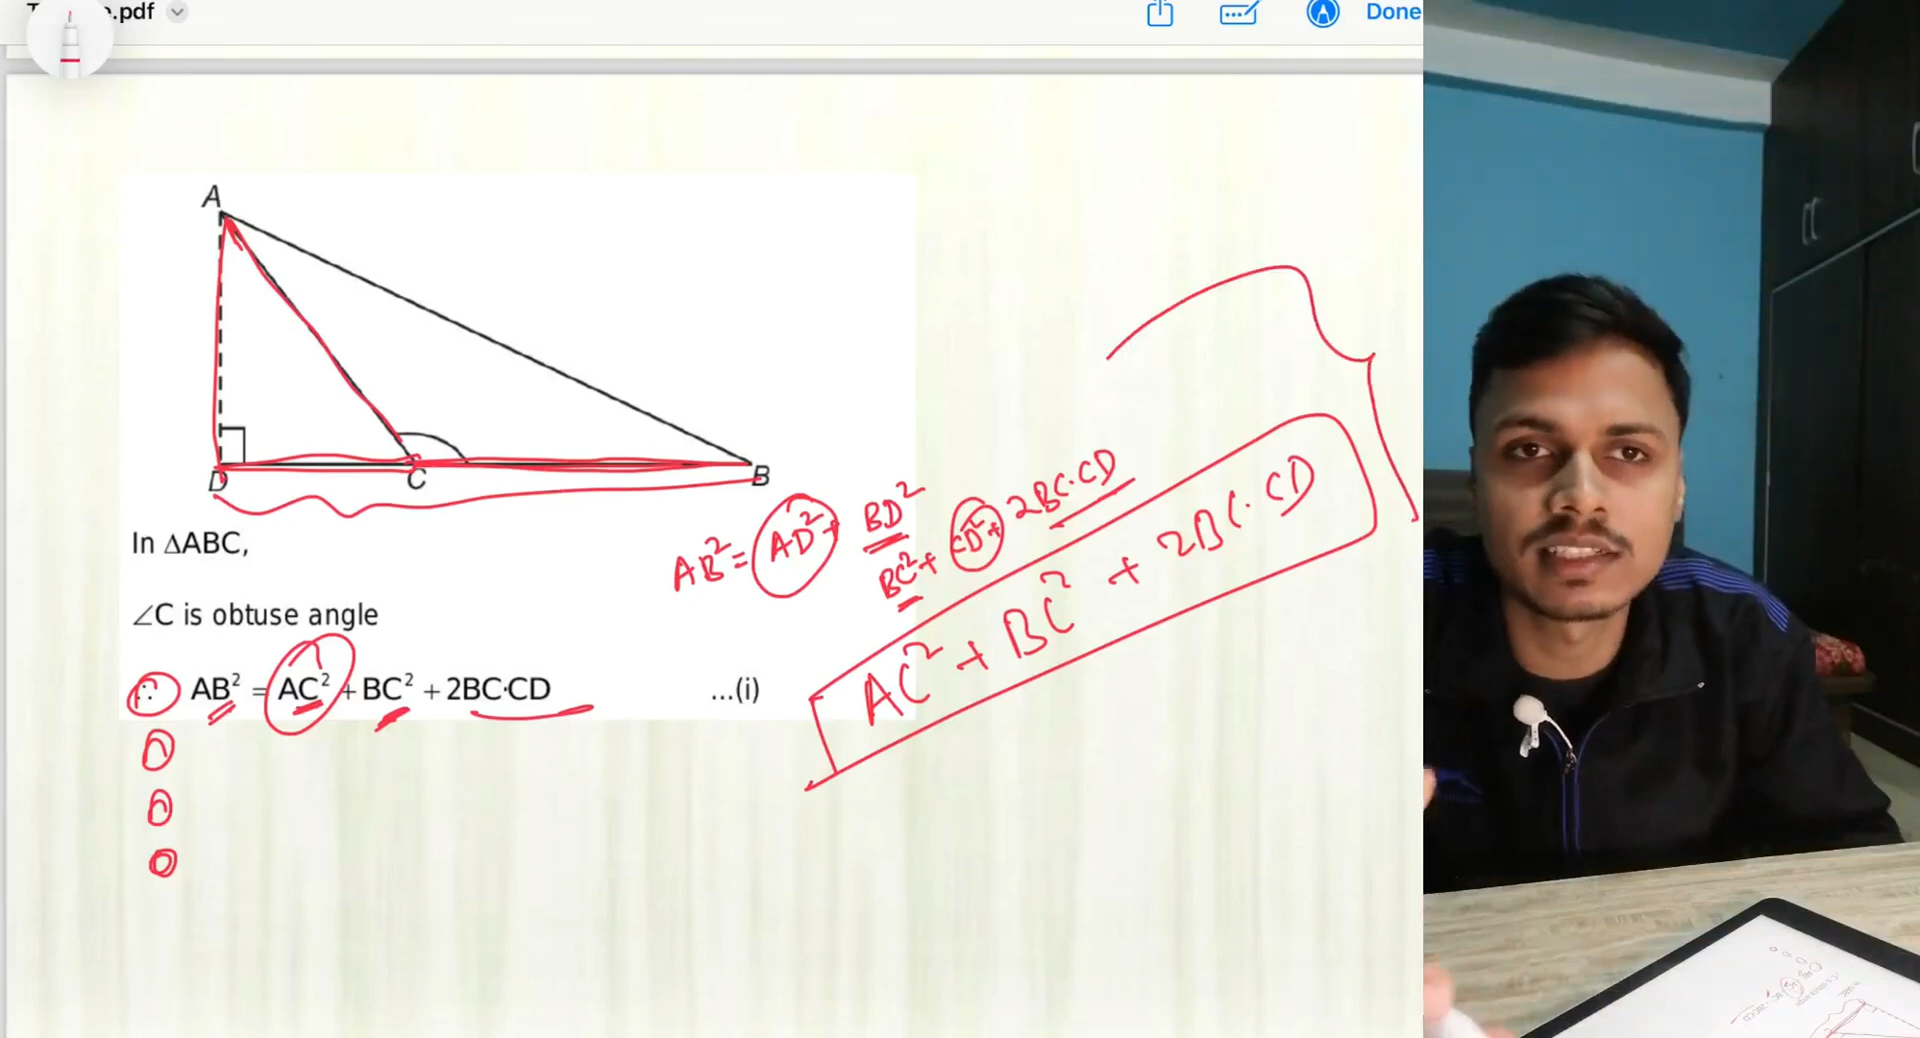 .pdf
Done
A
D
C
B
In ΔABC,
∠C is obtuse angle
∴ AB² = AC² + BC² + 2BC·CD ...(i)
AB² = AD² + BD²
BC² + CD² + 2BC·CD
AC² + BC² + 2BC·CD